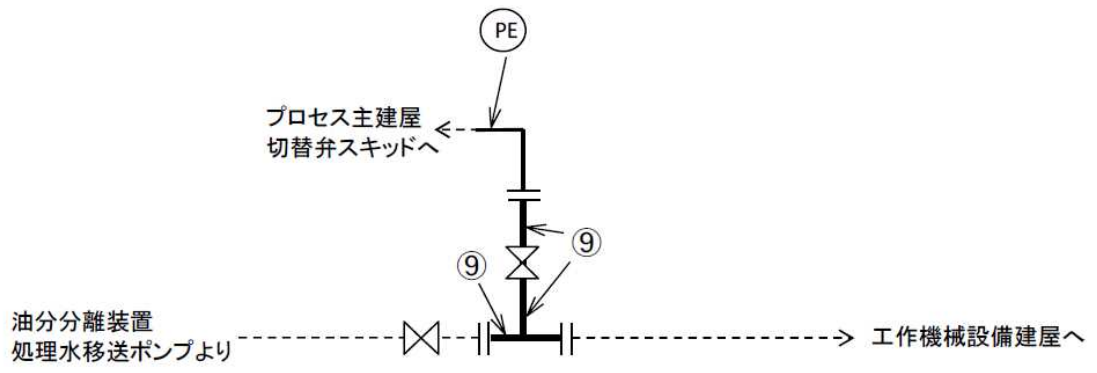 PE
プロセス主建屋
切替弁スキッドへ
⑨
⑨
油分分離装置
処理水移送ポンプより
工作機械設備建屋へ